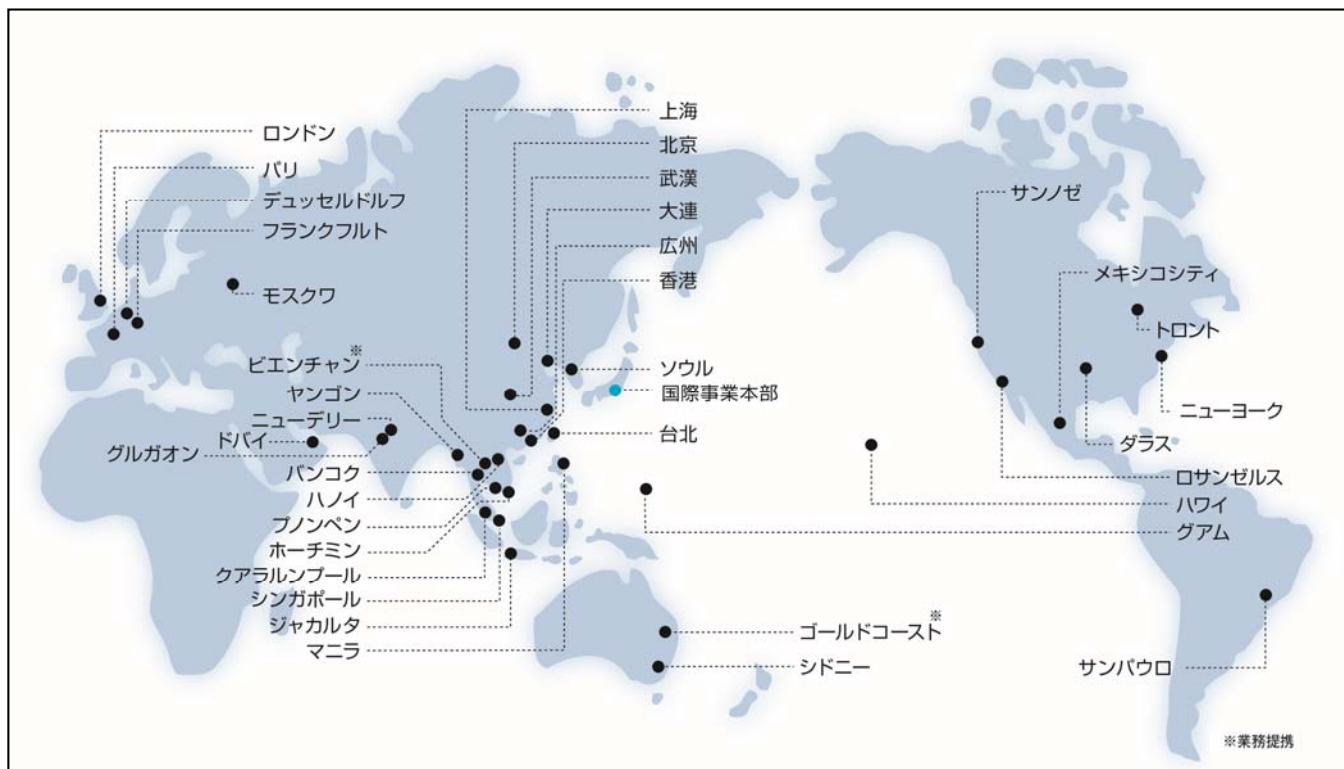 ロンドン
パリ
デュッセルドルフ
フランクフルト
モスクワ
ビエンチャン※
ヤンゴン
ニューデリー
ドバイ
グルガオン
バンコク
ハノイ
プノンペン
ホーチミン
クアラルンプール
シンガポール
ジャカルタ
マニラ
上海
北京
武漢
大連
広州
香港
ソウル
国際事業本部
台北
ゴールドコースト※
シドニー
サンノゼ
メキシコシティ
トロント
ニューヨーク
ダラス
ロサンゼルス
ハワイ
グアム
サンパウロ
※業務提携